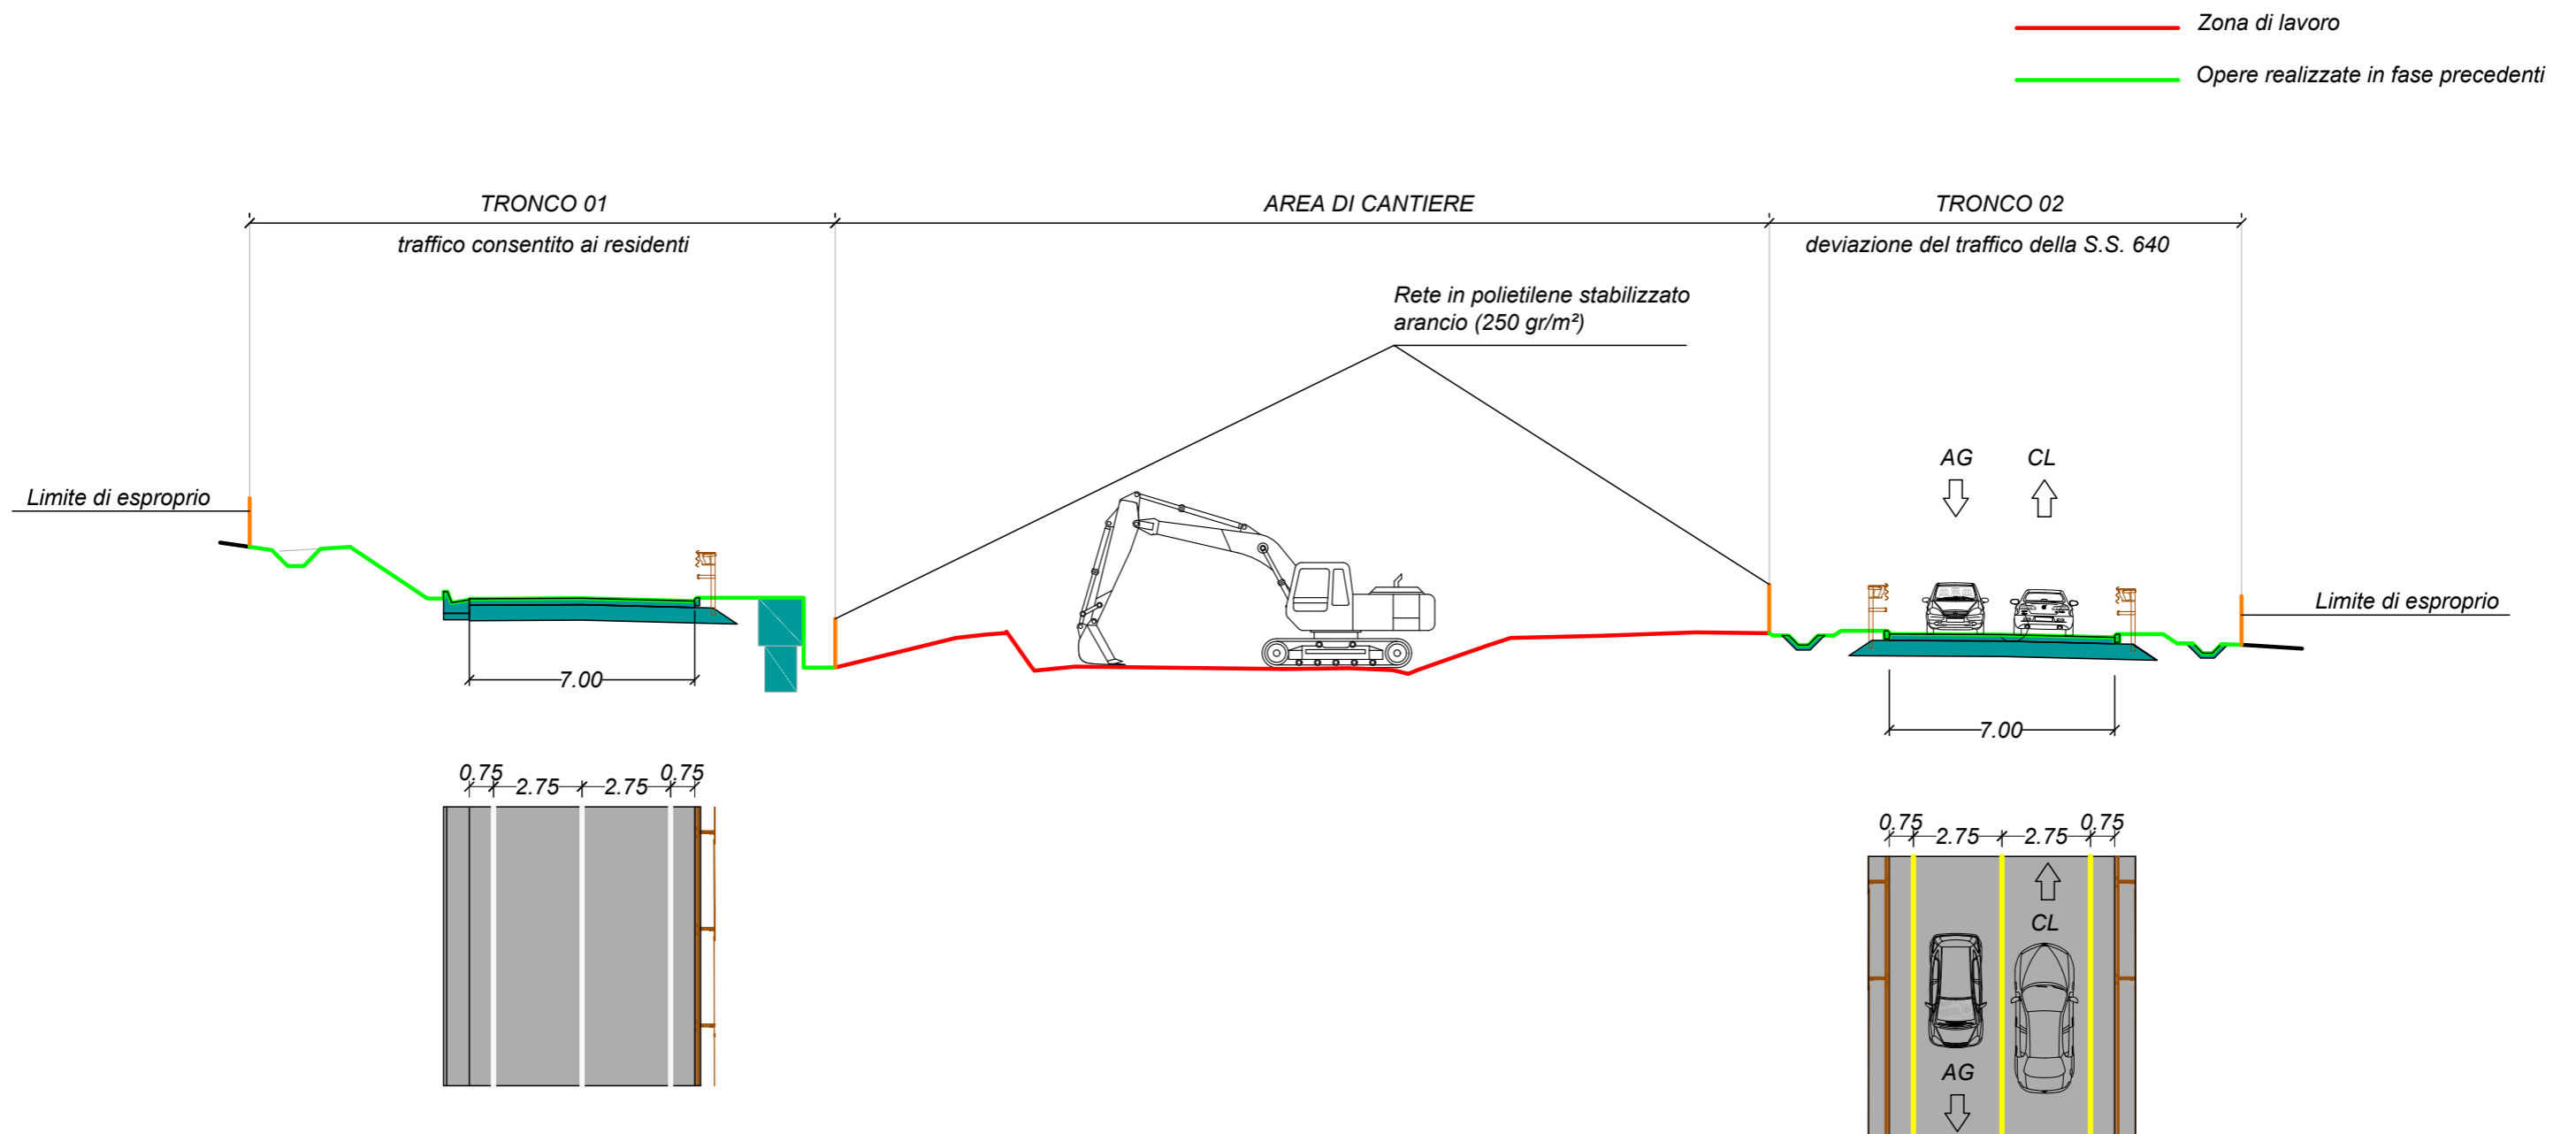 Zona di lavoro
Opere realizzate in fase precedenti
TRONCO 01
AREA DI CANTIERE
TRONCO 02
traffico consentito ai residenti
deviazione del traffico della S.S. 640
Rete in polietilene stabilizzato
arancio (250 gr/m²)
AG
CL
Limite di esproprio
Limite di esproprio
7.00
7.00
0.75
2.75
2.75
0.75
0.75
2.75
2.75
0.75
CL
AG